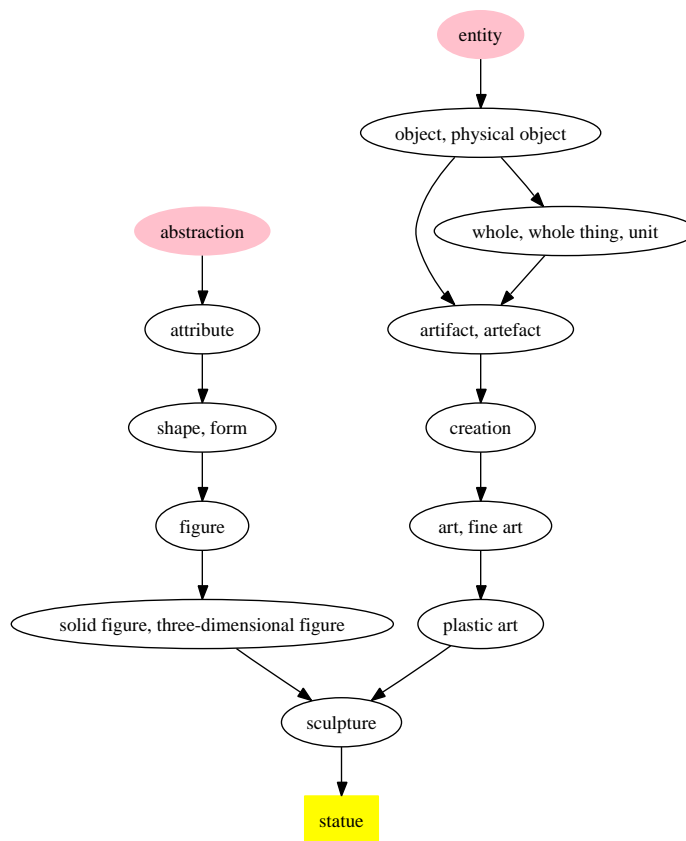 entity
object, physical object
abstraction
whole, whole thing, unit
attribute
artifact, artefact
shape, form
creation
figure
art, fine art
solid figure, three-dimensional figure
plastic art
sculpture
statue